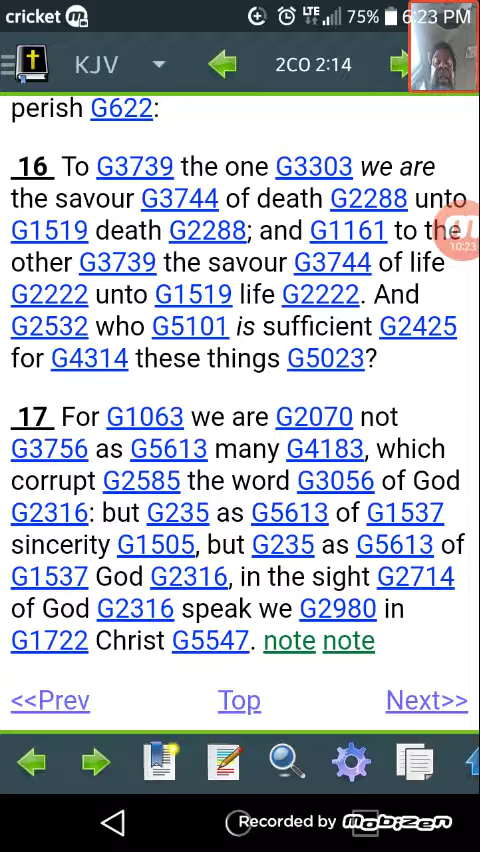 cricket LTE 75% 6:23 PM
KJV 2CO 2:14
perish G622:
16 To G3739 the one G3303 we are
the savour G3744 of death G2288 unto
G1519 death G2288; and G1161 to the
10:23
other G3739 the savour G3744 of life
G2222 unto G1519 life G2222. And
G2532 who G5101 is sufficient G2425
for G4314 these things G5023?
17 For G1063 we are G2070 not
G3756 as G5613 many G4183, which
corrupt G2585 the word G3056 of God
G2316: but G235 as G5613 of G1537
sincerity G1505, but G235 as G5613 of
G1537 God G2316, in the sight G2714
of God G2316 speak we G2980 in
G1722 Christ G5547. note note
<<Prev Top Next>>
Recorded by Mobizen